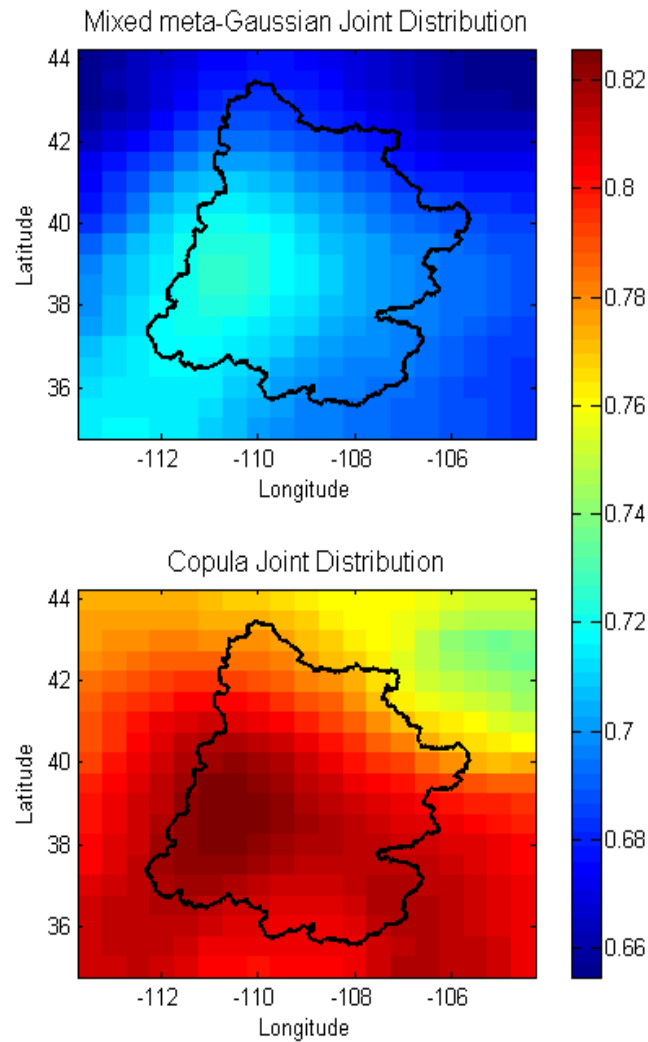 Mixed meta-Gaussian Joint Distribution
44
42
40
38
36
Latitude
-112 -110 -108 -106
Longitude
Copula Joint Distribution
44
42
40
38
36
Latitude
-112 -110 -108 -106
Longitude
0.82
0.8
0.78
0.76
0.74
0.72
0.7
0.68
0.66